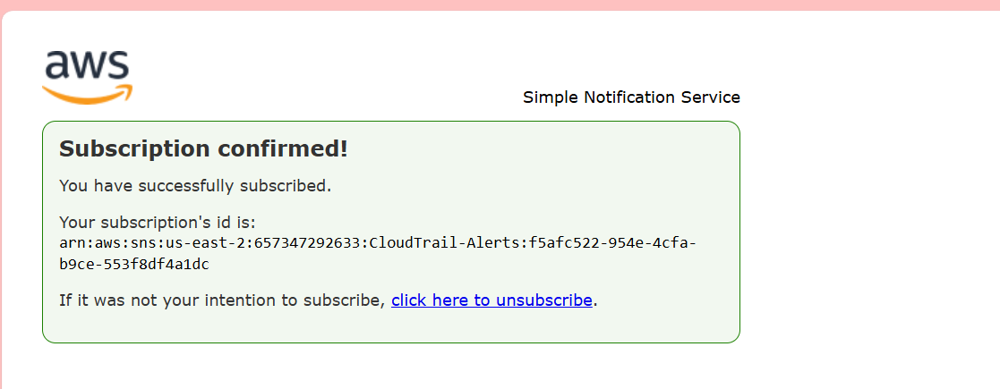 aws
Simple Notification Service
Subscription confirmed!
You have successfully subscribed.
Your subscription's id is:
arn:aws:sns:us-east-2:657347292633:CloudTrail-Alerts:f5afc522-954e-4cfa-
b9ce-553f8df4a1dc
If it was not your intention to subscribe, click here to unsubscribe.